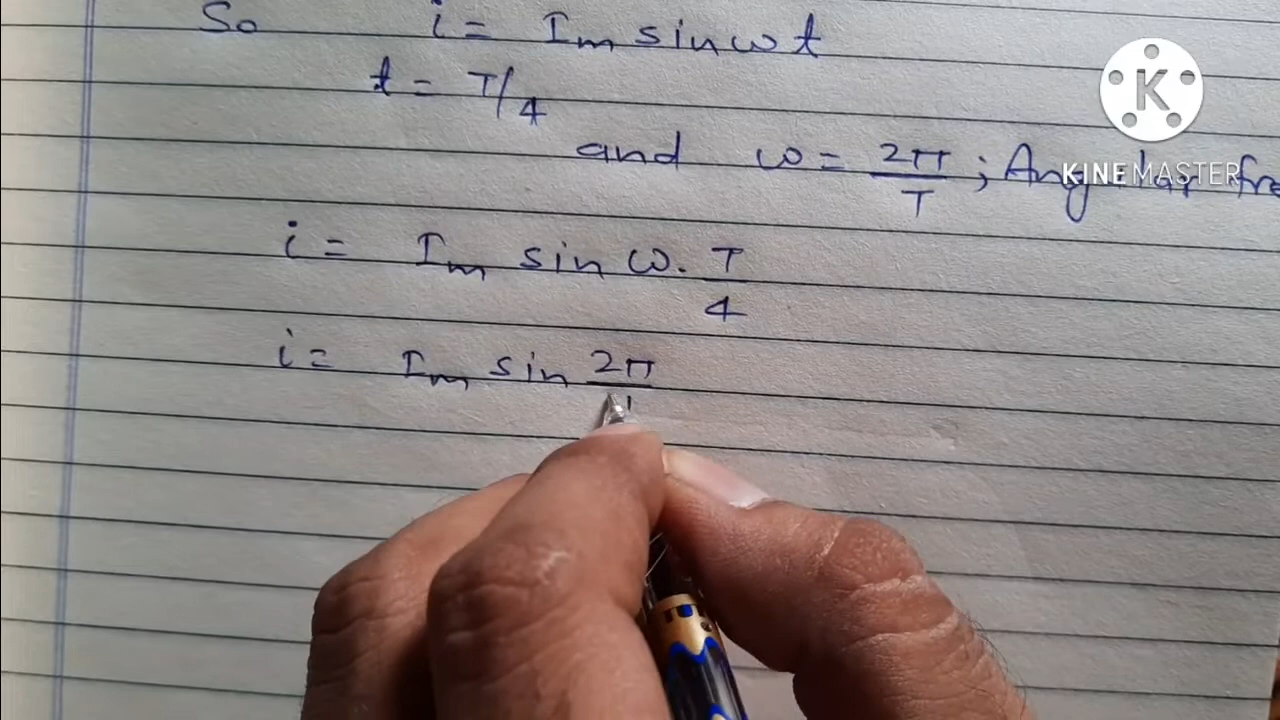 So i = Im sin ωt
t = T/4
and ω = 2π/T ; Angular fre
i = Im sin ω. T/4
i = Im sin 2π
K
KINEMASTER